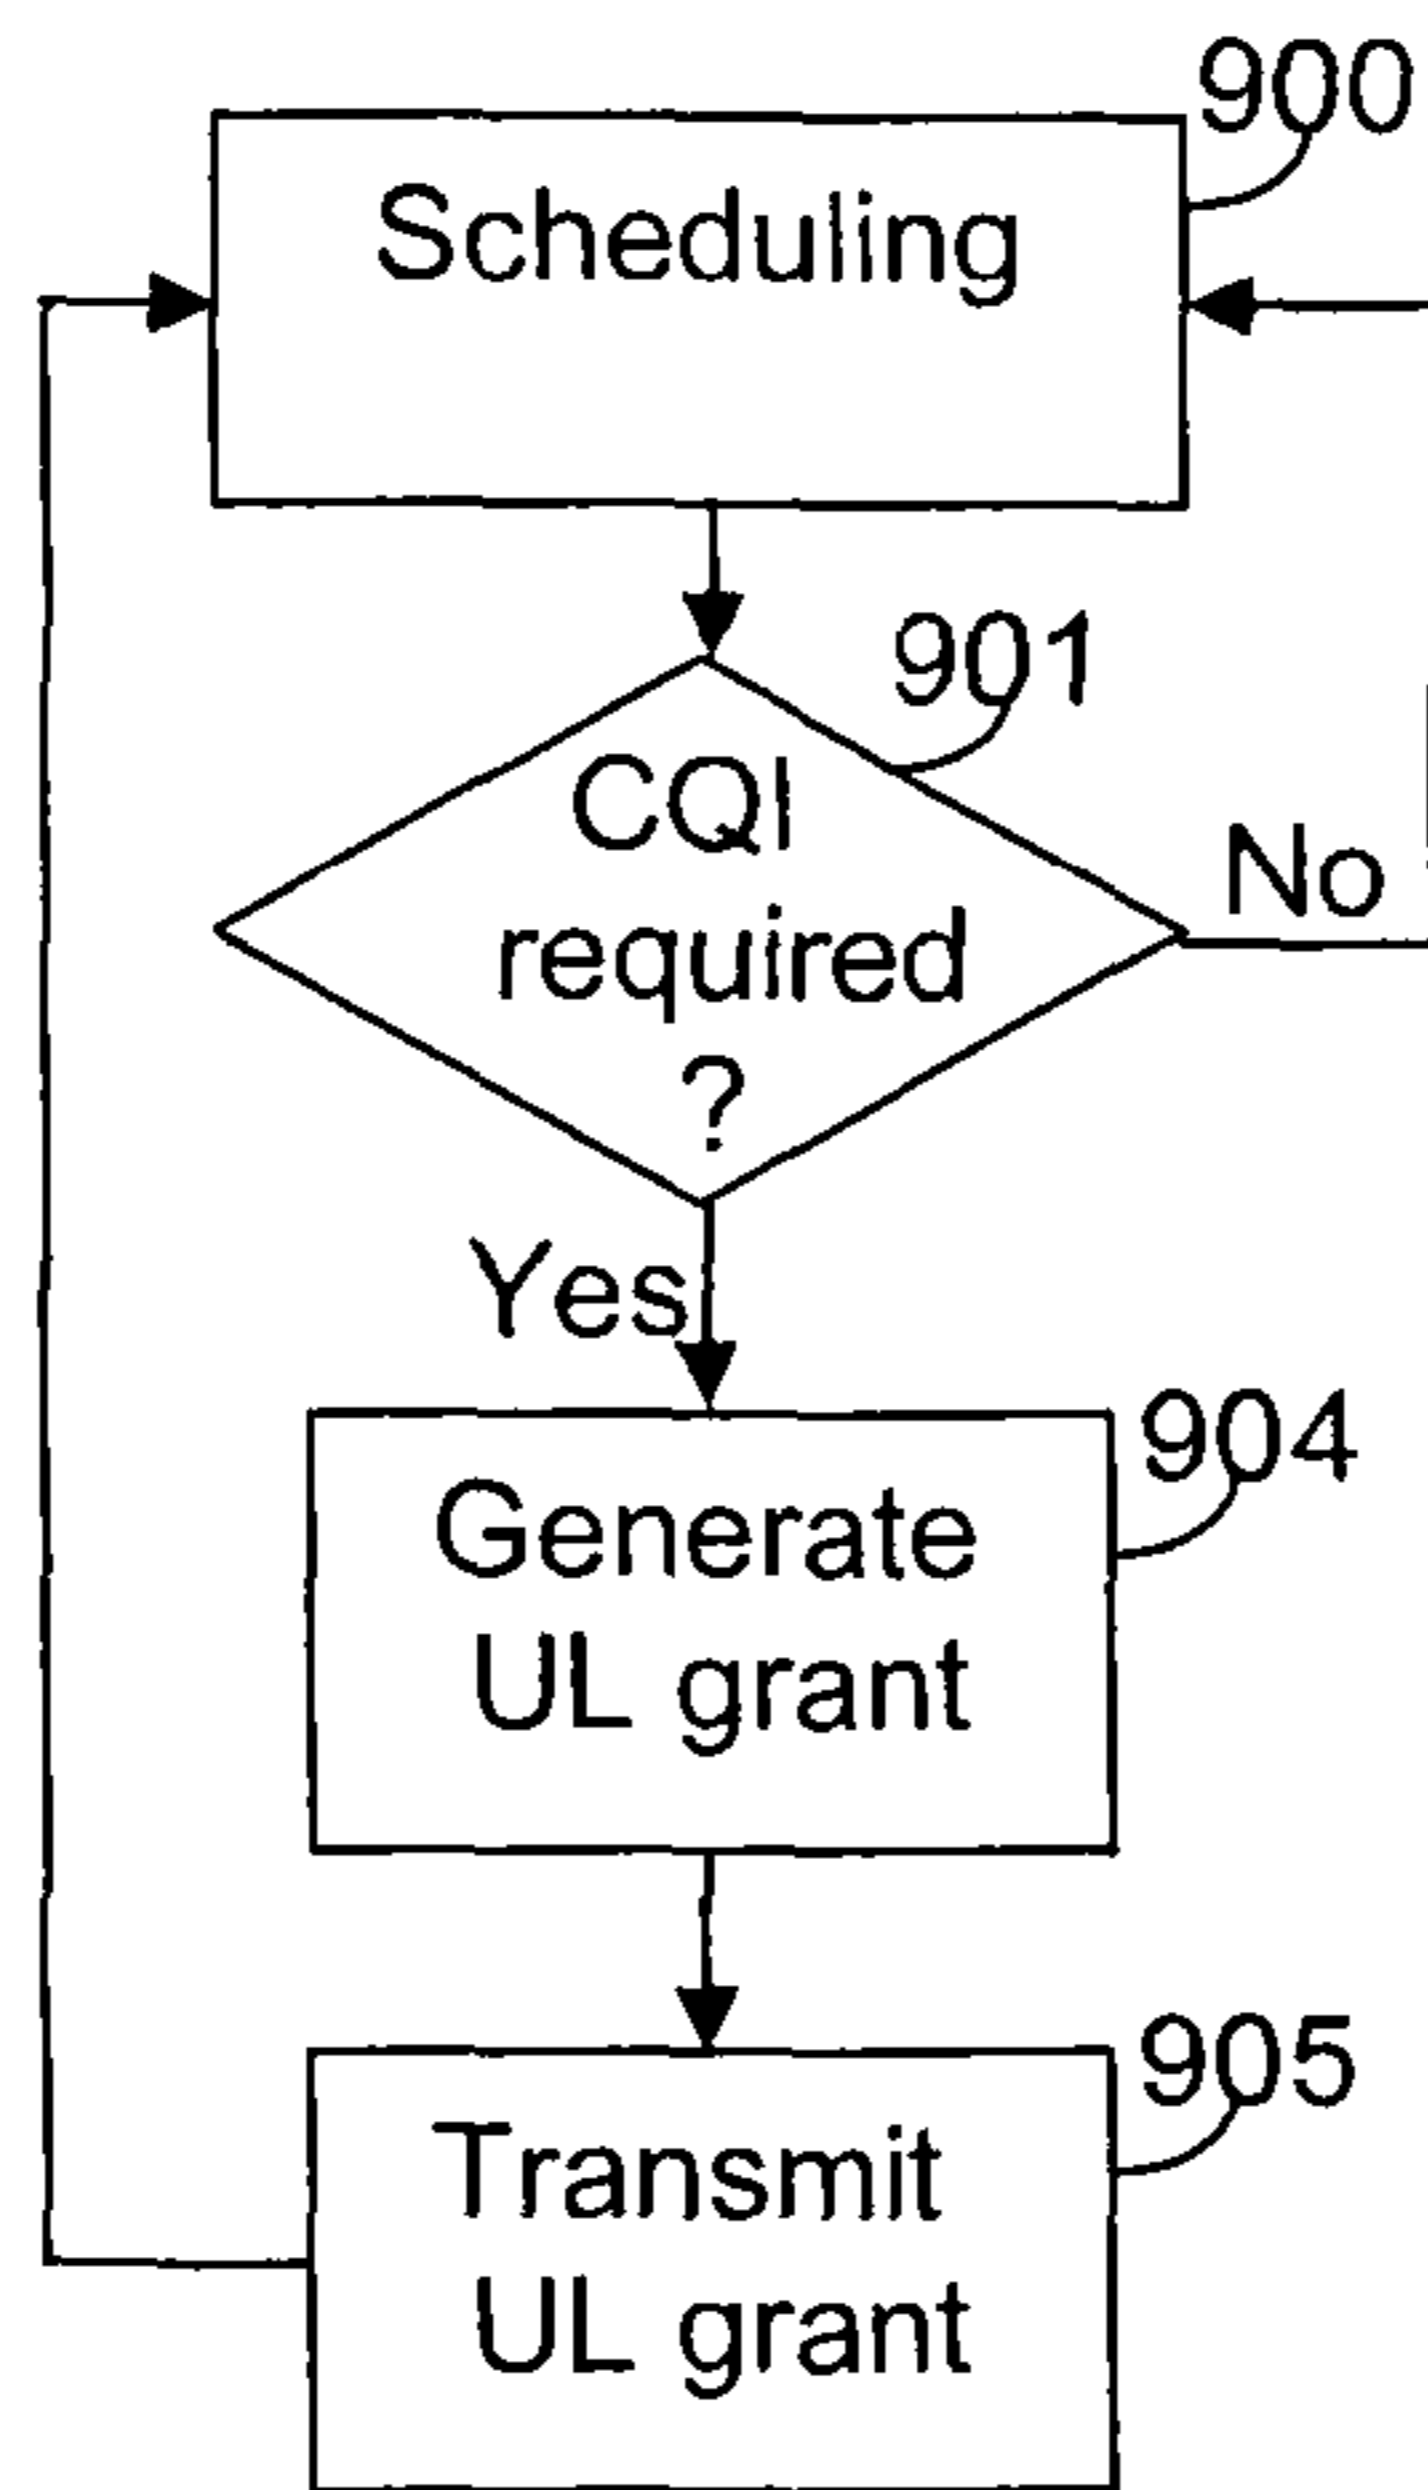 900
Scheduling
901
CQI
required
?
No
Yes
904
Generate
UL grant
905
Transmit
UL grant